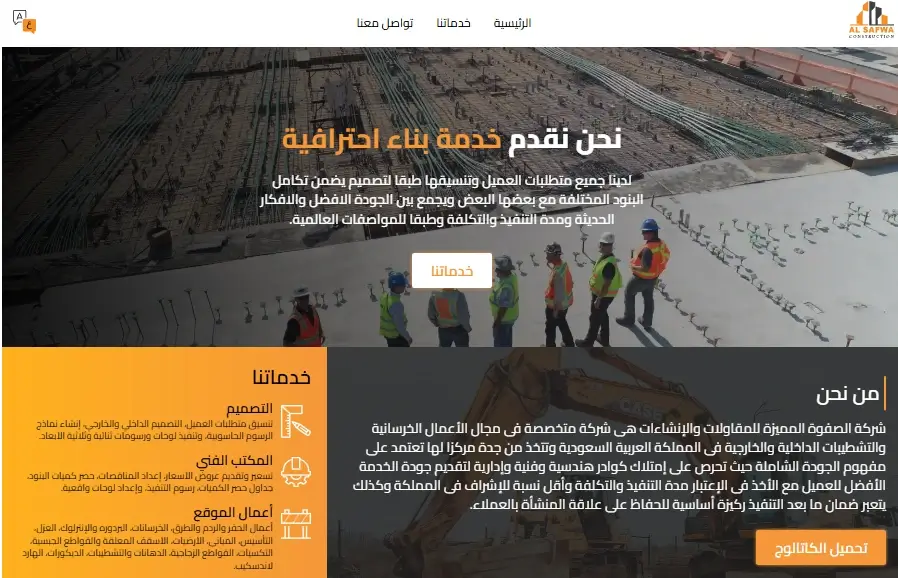 AL SAFWA
CONSTRUCTION
الرئيسية
خدماتنا
تواصل معنا
A
ع
نحن نقدم خدمة بناء احترافية
لدينا جميع متطلبات العميل وتنسيقها طبقا لتصميم يضمن تكامل
البنود المختلفة مع بعضها البعض ويجمع بين الجودة الافضل والافكار
الحديثة ومدة التنفيذ والتكلفة وطبقا للمواصفات العالمية.
خدماتنا
من نحن
شركة الصفوة المميزة للمقاولات والإنشاءات هى شركة متخصصة فى مجال الأعمال الخرسانية
والتشطيبات الداخلية والخارجية فى المملكة العربية السعودية وتتخذ من جدة مركزا لها تعتمد على
مفهوم الجودة الشاملة حيث تحرص على إمتلاك كوادر هندسية وفنية وإدارية لتقديم جودة الخدمة
الأفضل للعميل مع الأخذ فى الإعتبار مدة التنفيذ والتكلفة وأقل نسبة للإشراف فى المملكة وكذلك
يتعبر ضمان ما بعد التنفيذ ركيزة أساسية للحفاظ على علاقة المنشأة بالعملاء.
تحميل الكاتالوج
CASE
خدماتنا
التصميم
تنسيق متطلبات العميل، التصميم الداخلي والخارجي، إنشاء نماذج
الرسوم الحاسوبية، وتنفيذ لوحات ورسومات ثنائية وثلاثية الأبعاد.
المكتب الفني
تسعير وتقديم عروض الأسعار، إعداد المناقصات، حصر كميات البنود،
جداول حصر الكميات، رسوم التنفيذ، وإعداد لوحات واقعية.
أعمال الموقع
أعمال الحفر والردم والطرق، الخرسانات، البردوره والإنترلوك، العزل،
التأسيس، المباني، الأرضيات، الأسقف المعلقة والقواطع الجبسية،
التكسيات، القواطع الزجاجية، الدهانات والتشطيبات، الديكورات، الهارد
لاندسكيب.